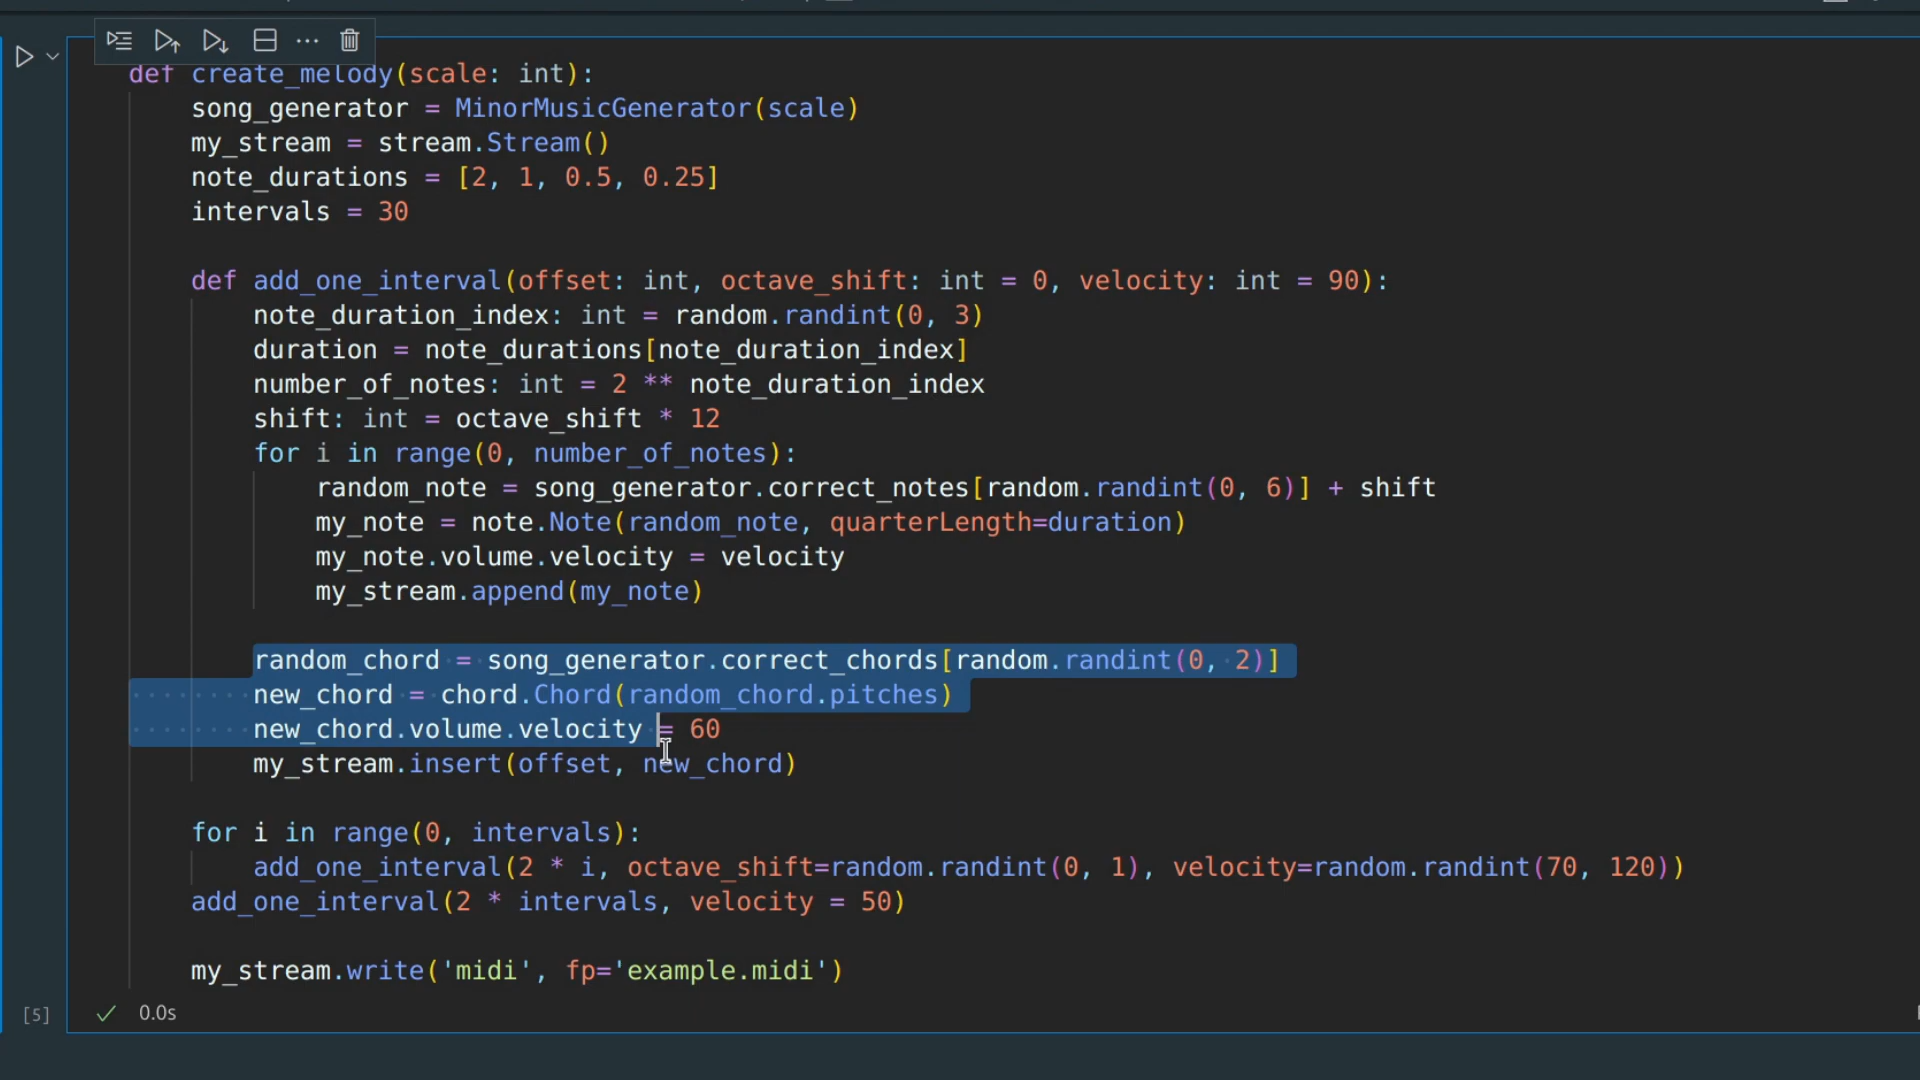 def create_melody(scale: int):
    song_generator = MinorMusicGenerator(scale)
    my_stream = stream.Stream()
    note_durations = [2, 1, 0.5, 0.25]
    intervals = 30

    def add_one_interval(offset: int, octave_shift: int = 0, velocity: int = 90):
        note_duration_index: int = random.randint(0, 3)
        duration = note_durations[note_duration_index]
        number_of_notes: int = 2 ** note_duration_index
        shift: int = octave_shift * 12
        for i in range(0, number_of_notes):
            random_note = song_generator.correct_notes[random.randint(0, 6)] + shift
            my_note = note.Note(random_note, quarterLength=duration)
            my_note.volume.velocity = velocity
            my_stream.append(my_note)

        random_chord = song_generator.correct_chords[random.randint(0, 2)]
        new_chord = chord.Chord(random_chord.pitches)
        new_chord.volume.velocity = 60
        my_stream.insert(offset, new_chord)

    for i in range(0, intervals):
        add_one_interval(2 * i, octave_shift=random.randint(0, 1), velocity=random.randint(70, 120))
    add_one_interval(2 * intervals, velocity = 50)

    my_stream.write('midi', fp='example.midi')
[5] 0.0s